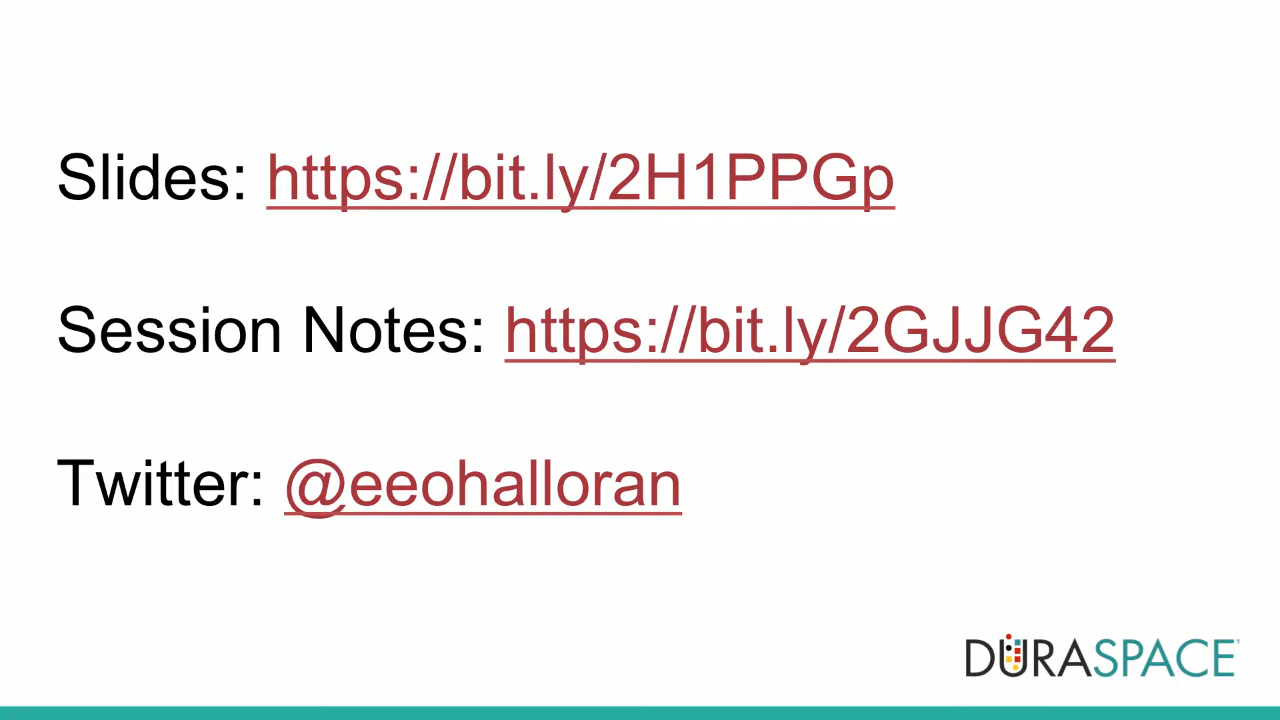 Slides: https://bit.ly/2H1PPGp
Session Notes: https://bit.ly/2GJJG42
Twitter: @eeohalloran
DURASPACE